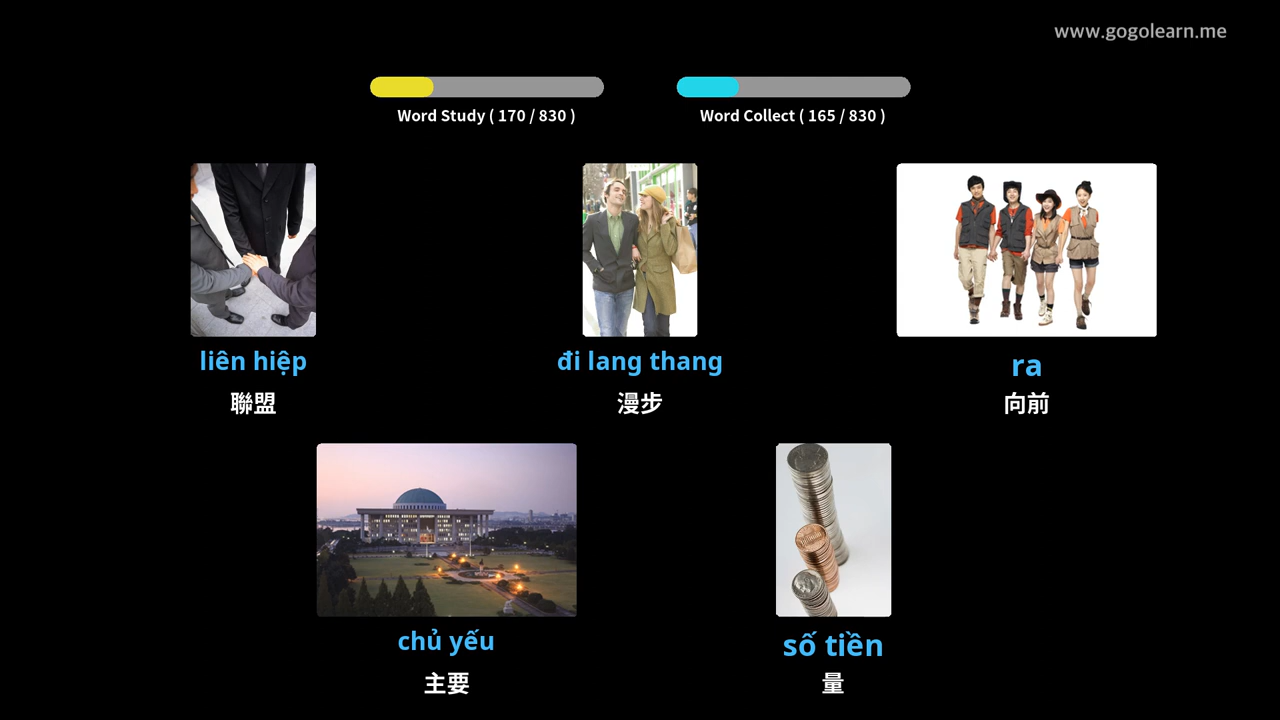 www.gogolearn.me
Word Study ( 170 / 830 )
Word Collect ( 165 / 830 )
liên hiệp
聯盟
đi lang thang
漫步
ra
向前
chủ yếu
主要
số tiền
量